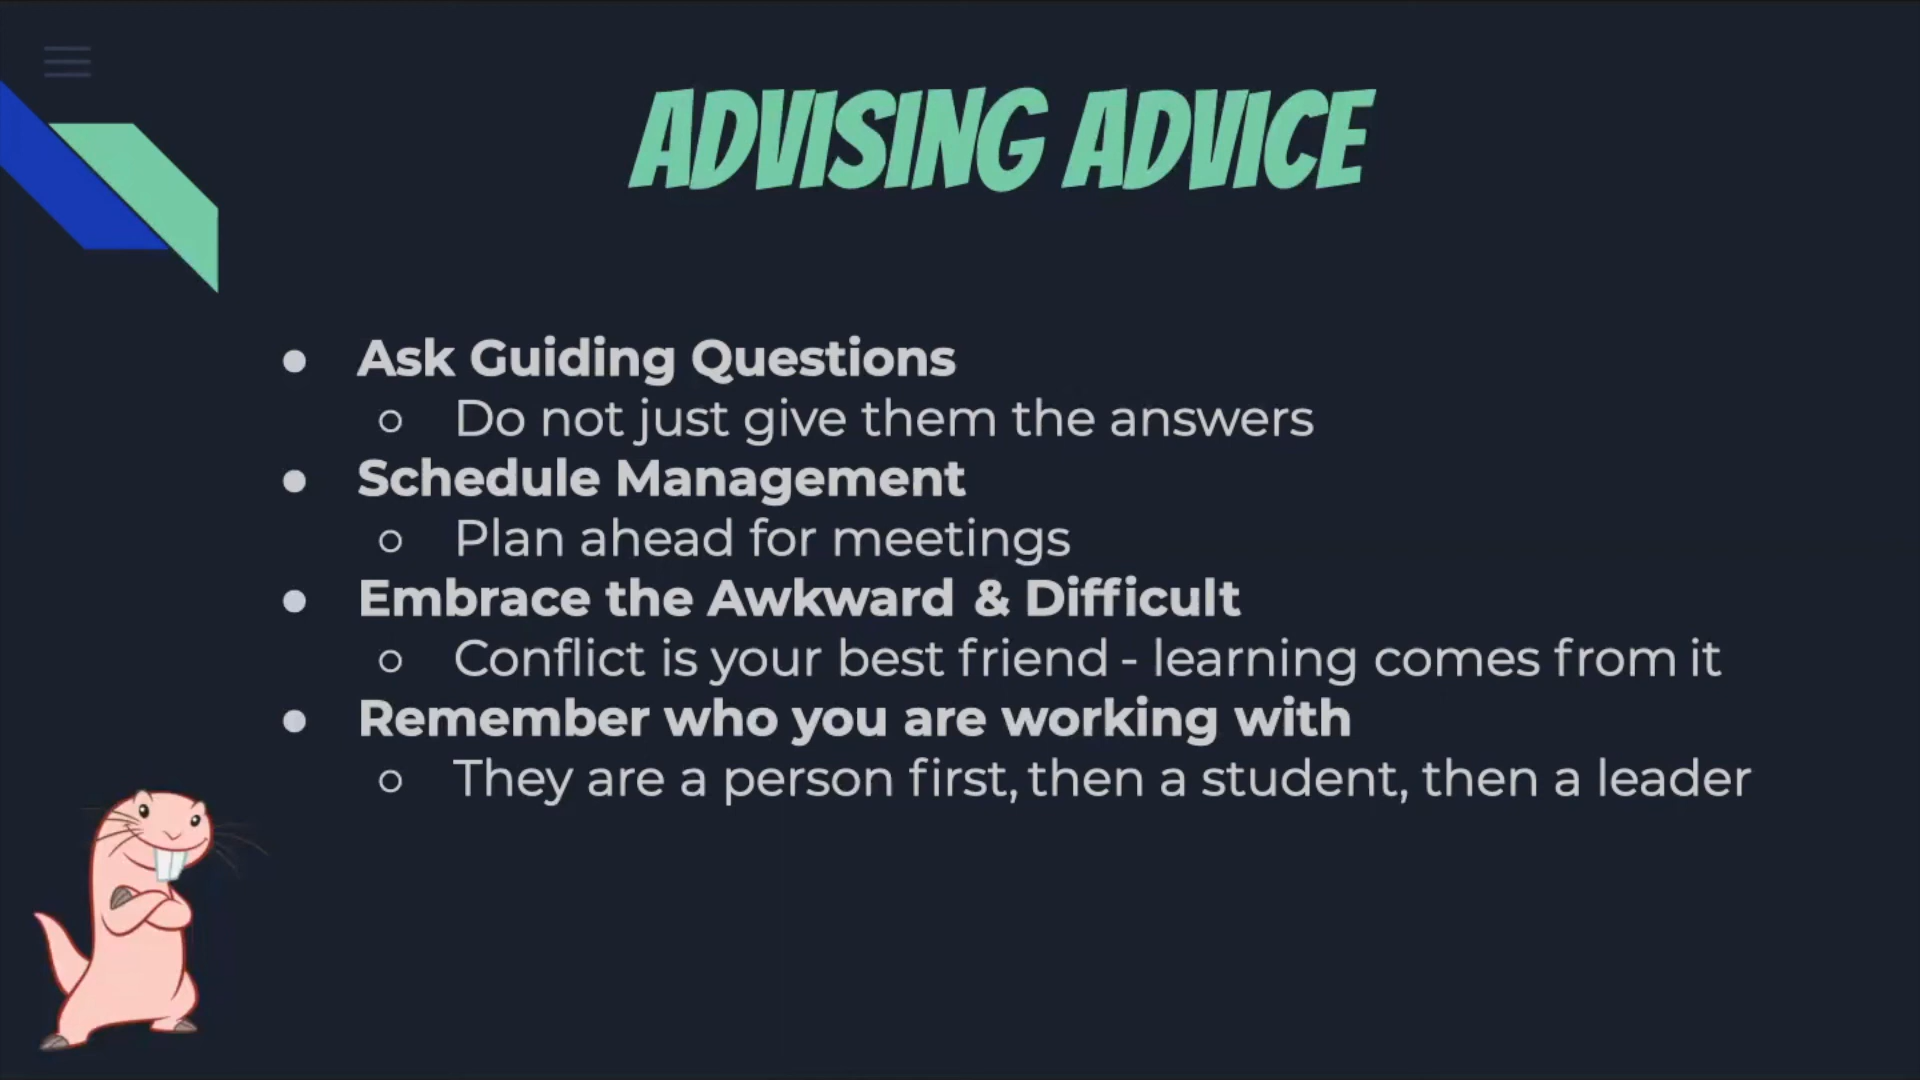 ADVISING ADVICE
● Ask Guiding Questions
○ Do not just give them the answers
● Schedule Management
○ Plan ahead for meetings
● Embrace the Awkward & Difficult
○ Conflict is your best friend - learning comes from it
● Remember who you are working with
○ They are a person first, then a student, then a leader